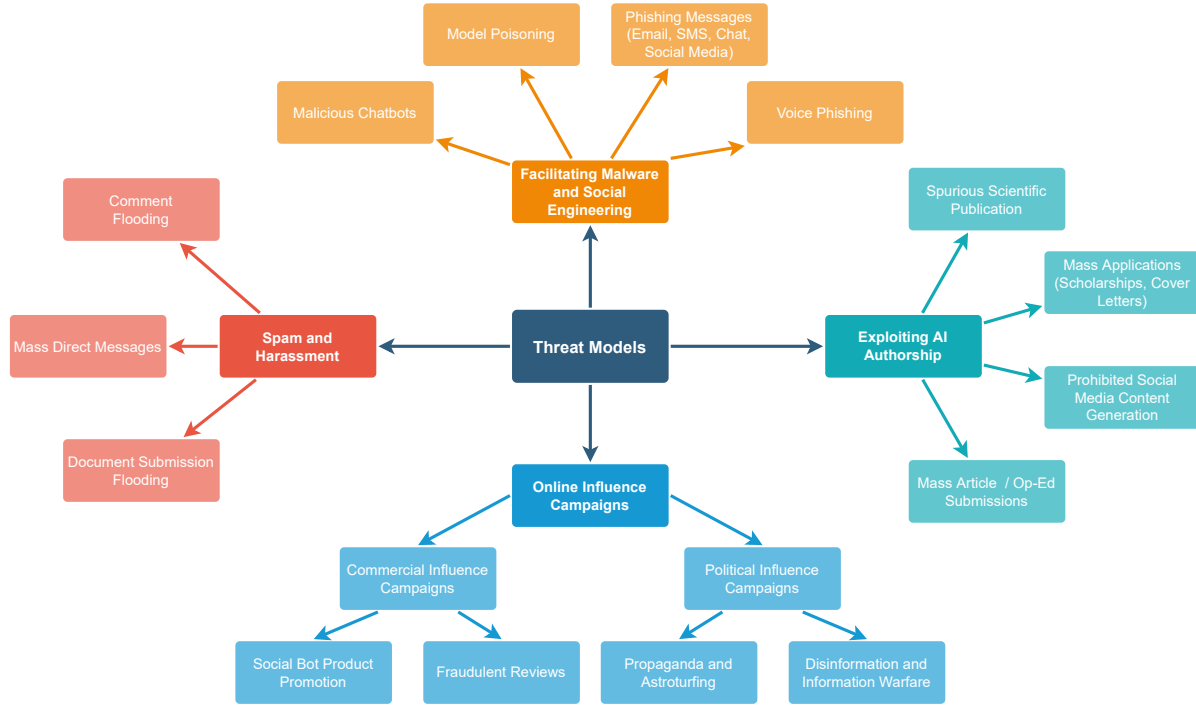 Model Poisoning
Phishing Messages
(Email, SMS, Chat,
Social Media)
Malicious Chatbots
Voice Phishing
Facilitating Malware
and Social
Engineering
Comment
Flooding
Spurious Scientific
Publication
Mass Applications
(Scholarships, Cover
Letters)
Mass Direct Messages
Spam and
Harassment
Threat Models
Exploiting AI
Authorship
Prohibited Social
Media Content
Generation
Document Submission
Flooding
Online Influence
Campaigns
Mass Article / Op-Ed
Submissions
Commercial Influence
Campaigns
Political Influence
Campaigns
Social Bot Product
Promotion
Fraudulent Reviews
Propaganda and
Astroturfing
Disinformation and
Information Warfare